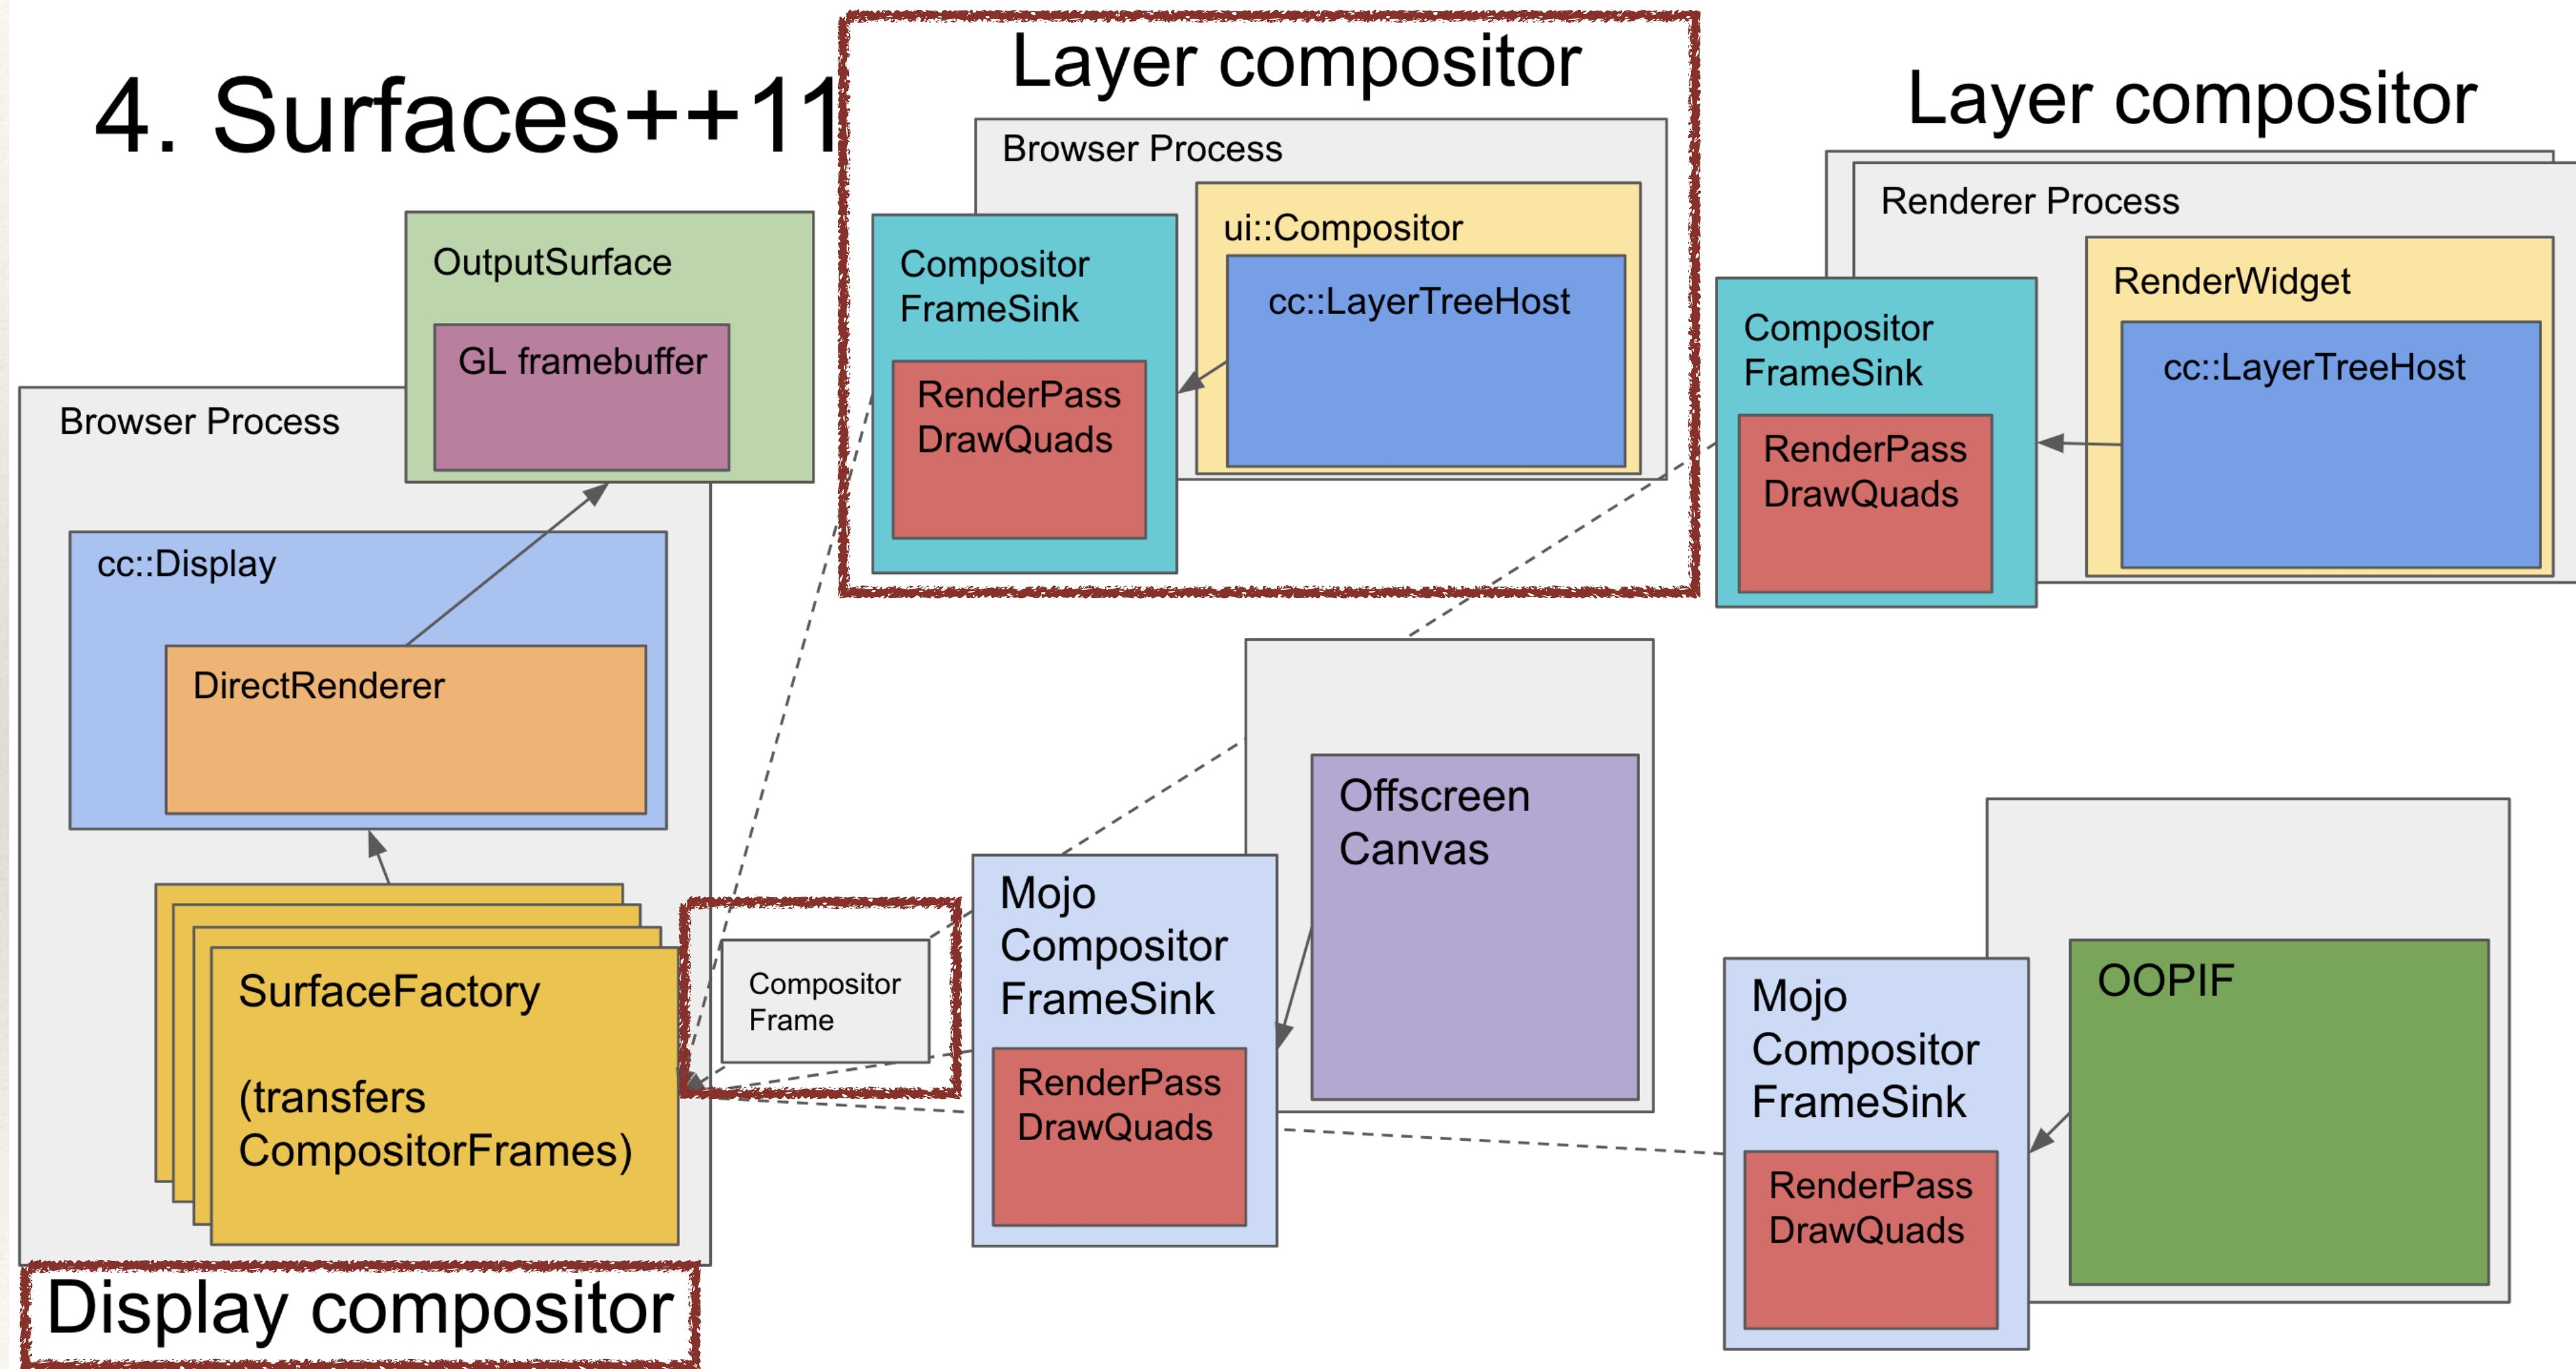 4. Surfaces++11
Layer compositor
Browser Process
ui::Compositor
cc::LayerTreeHost
Compositor
FrameSink
RenderPass
DrawQuads
Layer compositor
Renderer Process
RenderWidget
cc::LayerTreeHost
Compositor
FrameSink
RenderPass
DrawQuads
OutputSurface
GL framebuffer
Browser Process
cc::Display
DirectRenderer
SurfaceFactory
(transfers
CompositorFrames)
Display compositor
Compositor
Frame
Mojo
Compositor
FrameSink
RenderPass
DrawQuads
Offscreen
Canvas
Mojo
Compositor
FrameSink
RenderPass
DrawQuads
OOPIF